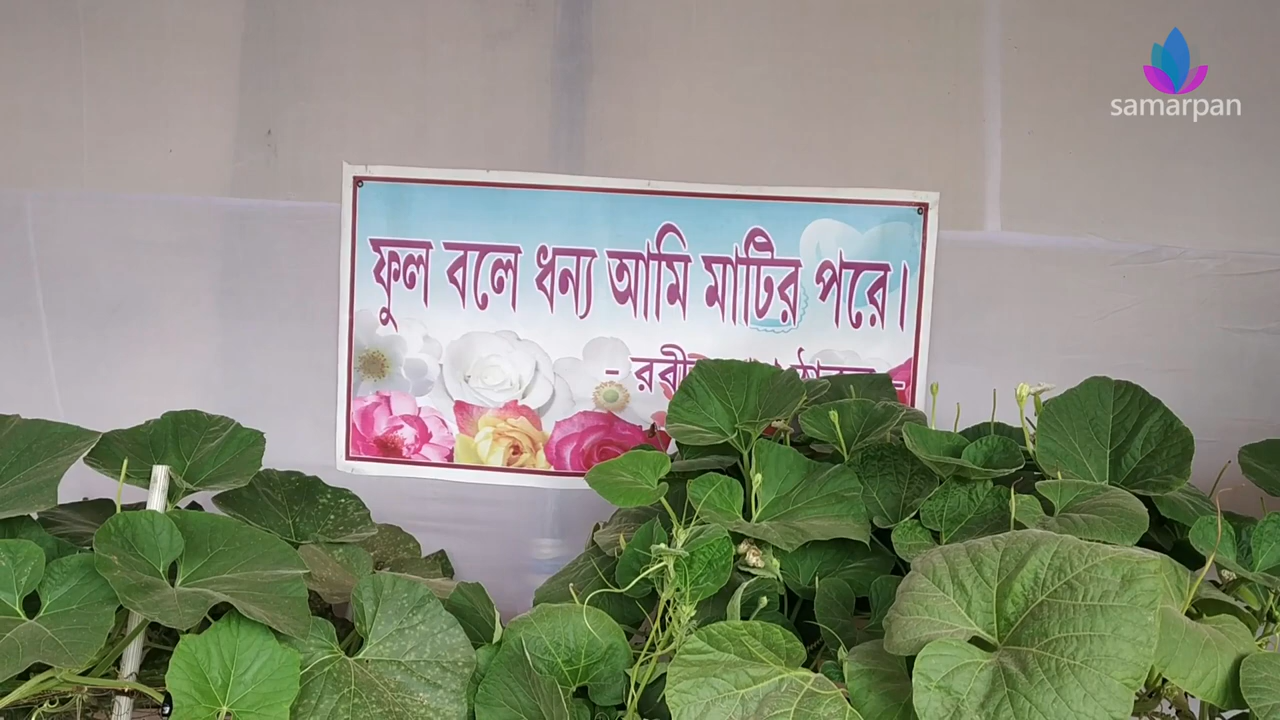 samarpan
ফুল বলে ধন্য আমি মাটির পরে।
-